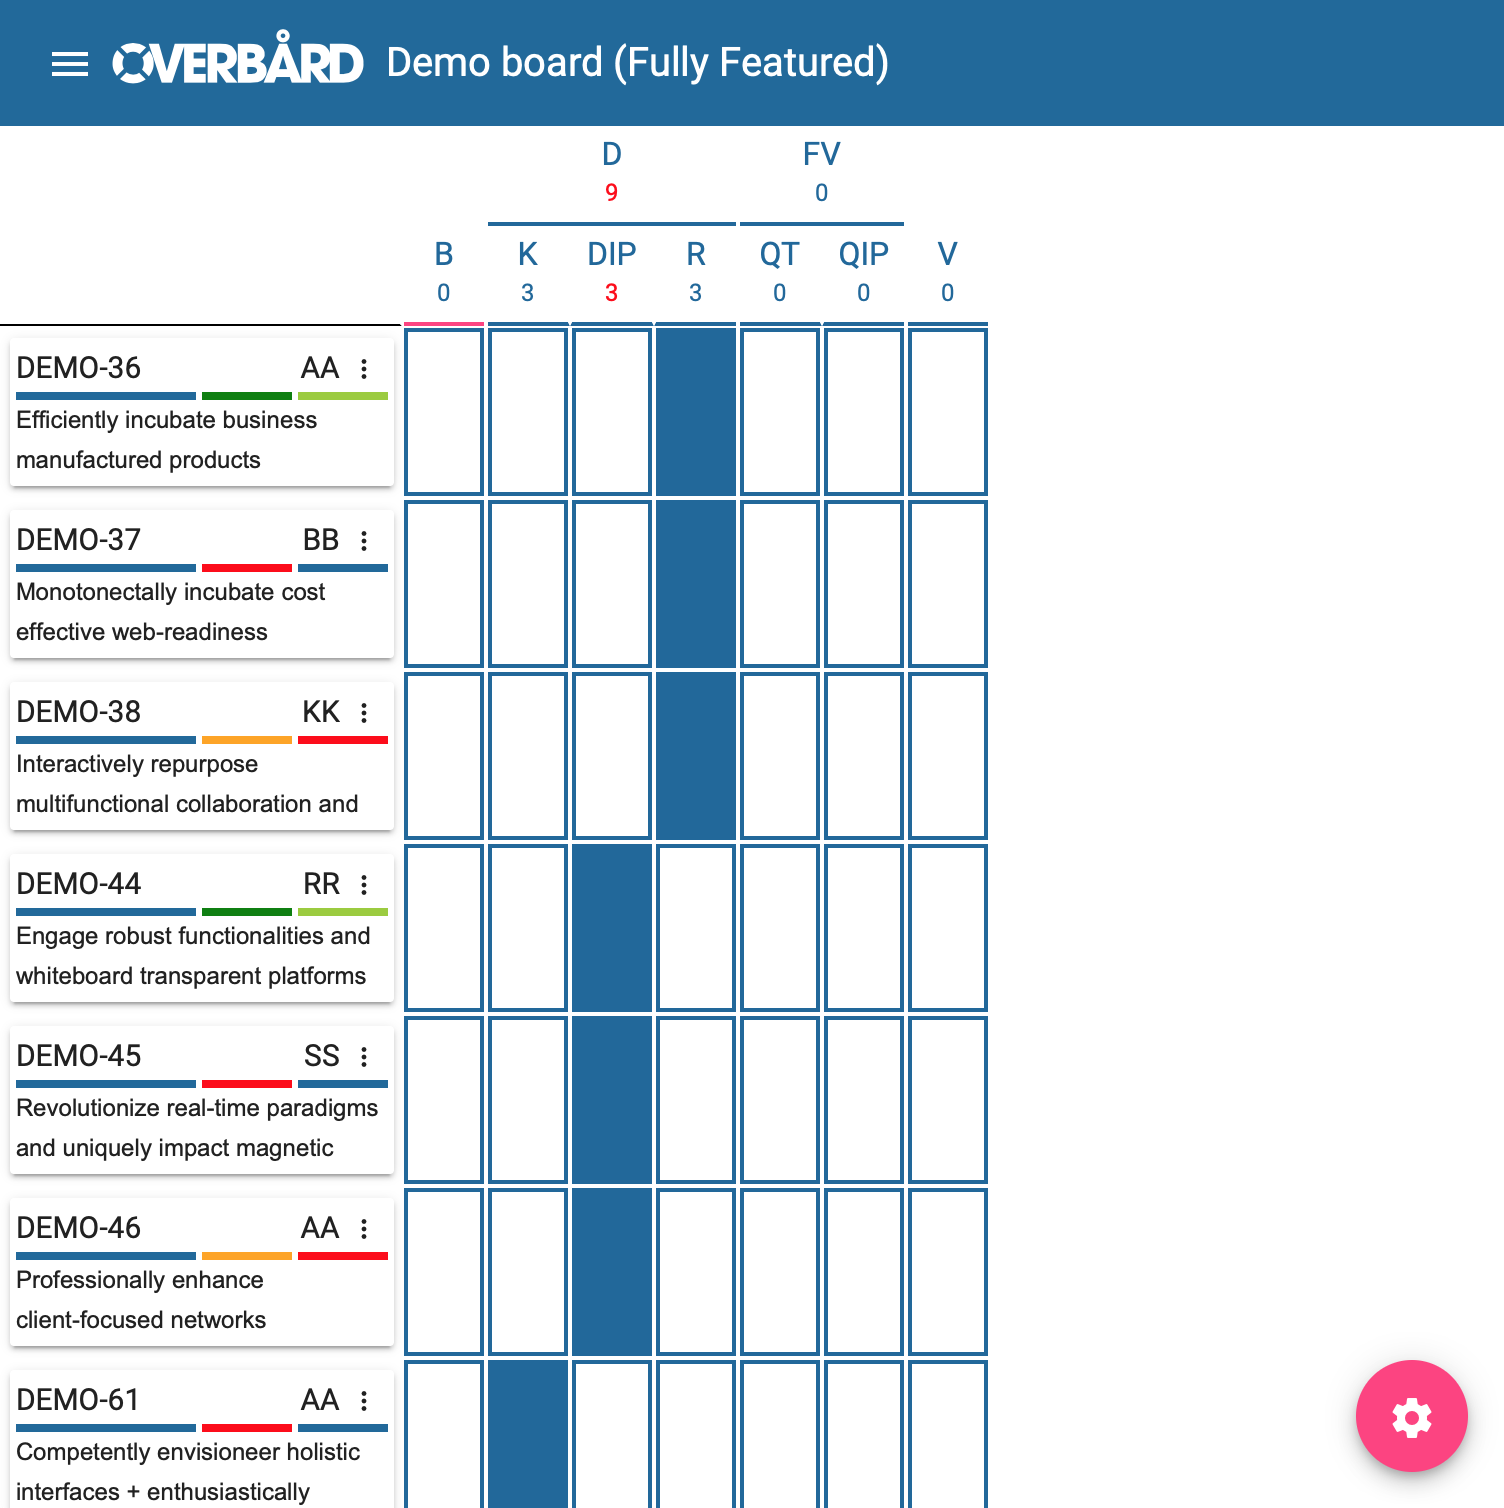 OVERBÅRD Demo board (Fully Featured)
D FV
9 0
B K DIP R QT QIP V
0 3 3 3 0 0 0
DEMO-36 AA
Efficiently incubate business
manufactured products
DEMO-37 BB
Monotonectally incubate cost
effective web-readiness
DEMO-38 KK
Interactively repurpose
multifunctional collaboration and
DEMO-44 RR
Engage robust functionalities and
whiteboard transparent platforms
DEMO-45 SS
Revolutionize real-time paradigms
and uniquely impact magnetic
DEMO-46 AA
Professionally enhance
client-focused networks
DEMO-61 AA
Competently envisioneer holistic
interfaces + enthusiastically